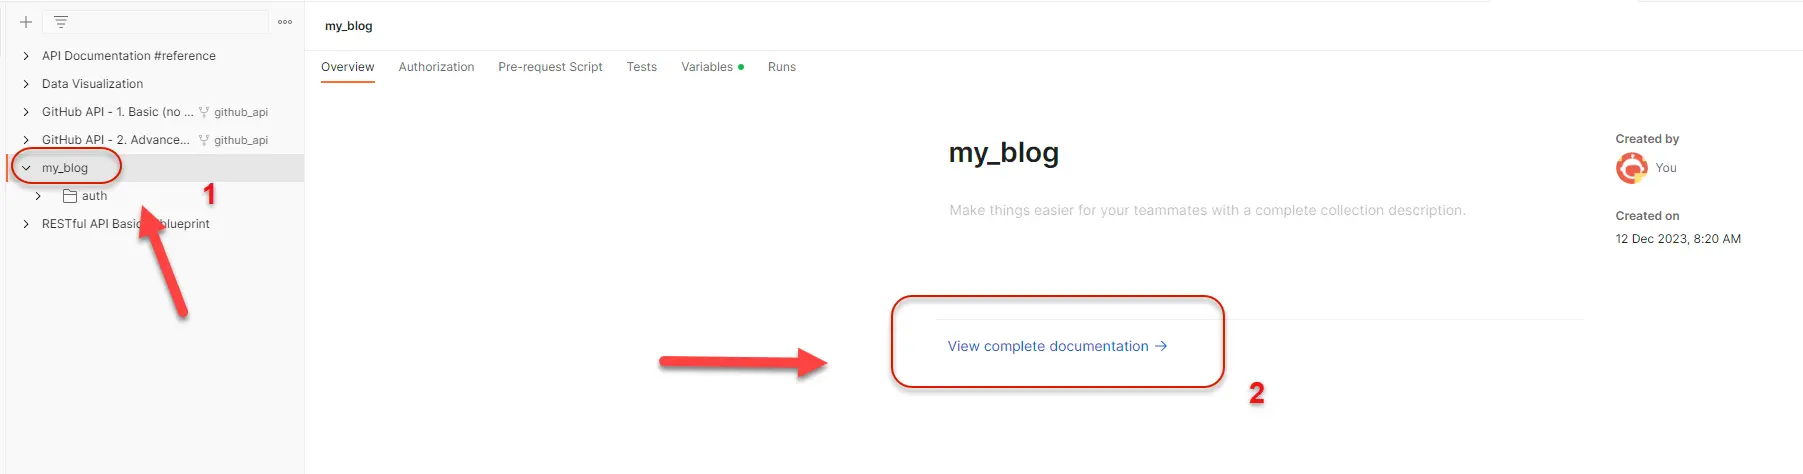 API Documentation #reference
Data Visualization
GitHub API - 1. Basic (no ... github_api
GitHub API - 2. Advance... github_api
my_blog
1
auth
RESTful API Basic blueprint
my_blog
Overview Authorization Pre-request Script Tests Variables Runs
my_blog
Make things easier for your teammates with a complete collection description.
View complete documentation →
2
Created by
You
Created on
12 Dec 2023, 8:20 AM